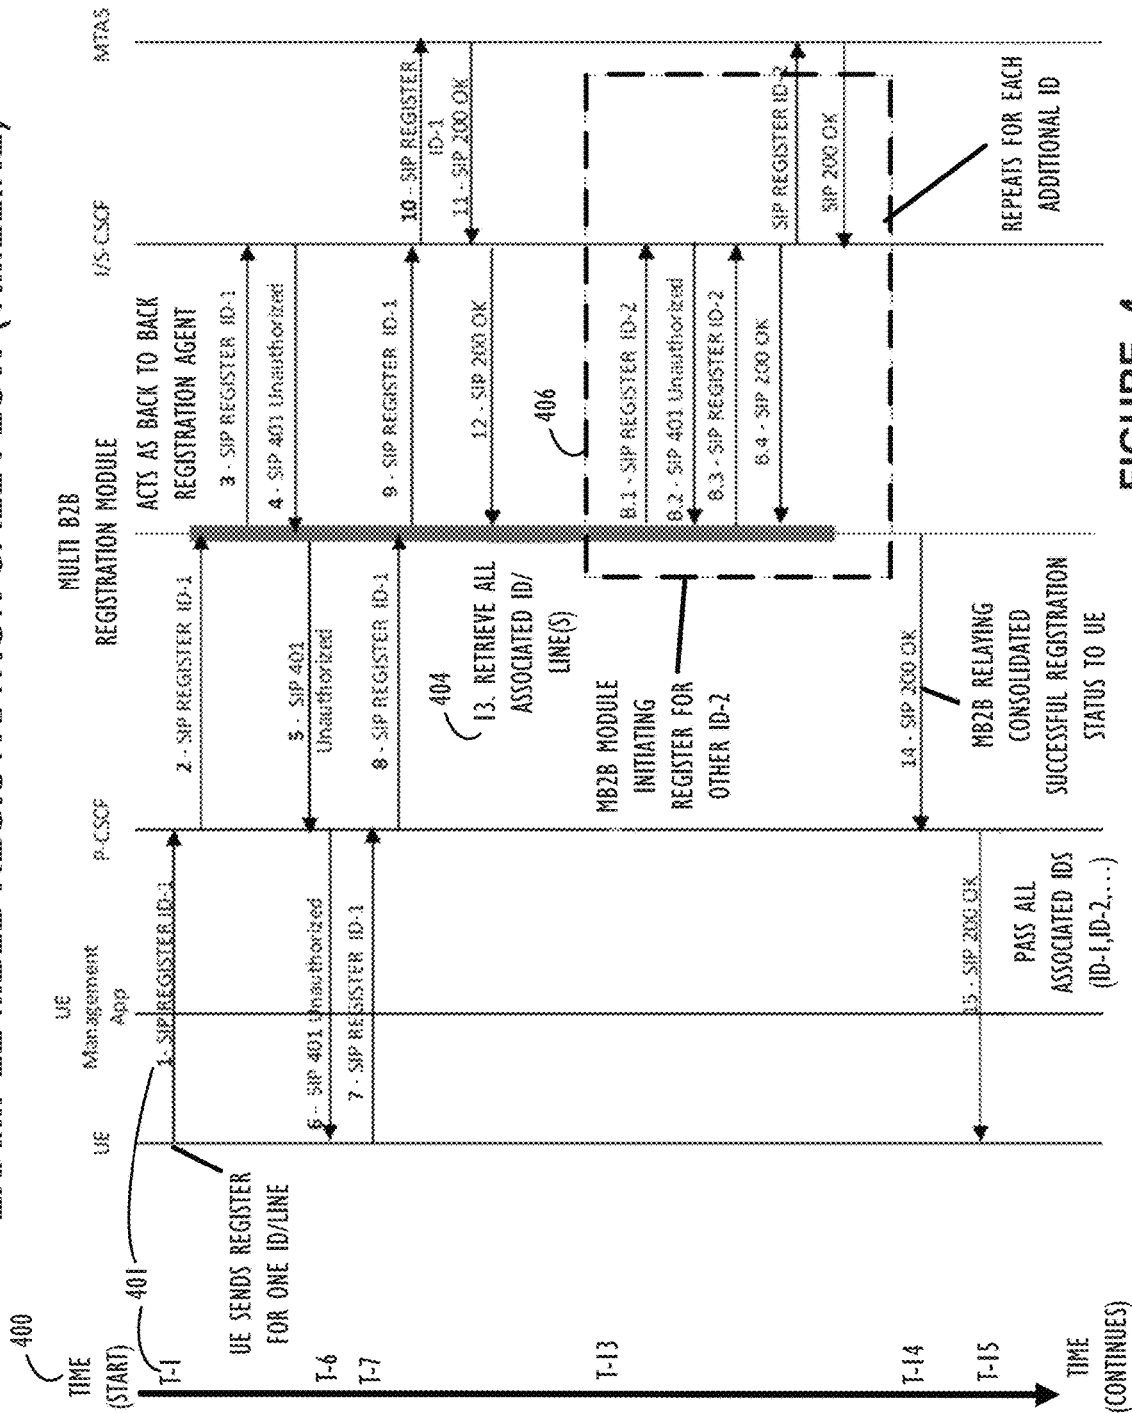 400
TIME
(START)
401
T-1
T-6
T-7
T-13
T-14
T-15
TIME
(CONTINUES)
UE
UE
Management
App
P-CSCF
MULTI B2B
REGISTRATION MODULE
I/S-CSCF
MTAS
UE SENDS REGISTER
FOR ONE ID/LINE
1- SIP REGISTER ID-1
2 - SIP REGISTER ID-1
ACTS AS BACK TO BACK
REGISTRATION AGENT
3 - SIP REGISTER ID-1
4 - SIP 401 Unauthorized
5 - SIP 401
Unauthorized
6 - SIP 401 Unauthorized
7 - SIP REGISTER ID-1
8 - SIP REGISTER ID-1
9 - SIP REGISTER ID-1
10 - SIP REGISTER
ID-1
11 - SIP 200 OK
12 - SIP 200 OK
404
13. RETRIEVE ALL
ASSOCIATED ID/
LINE(S)
406
MB2B MODULE
INITIATING
REGISTER FOR
OTHER ID-2
8.1 - SIP REGISTER ID-2
8.2 - SIP 401 Unauthorized
8.3 - SIP REGISTER ID-2
8.4 - SIP 200 OK
SIP REGISTER ID-2
SIP 200 OK
REPEATS FOR EACH
ADDITIONAL ID
14 - SIP 200 OK
MB2B RELAYING
CONSOLIDATED
SUCCESSFUL REGISTRATION
STATUS TO UE
15 - SIP 200 OK
PASS ALL
ASSOCIATED IDS
(ID-1,ID-2,...)
FIGURE 4